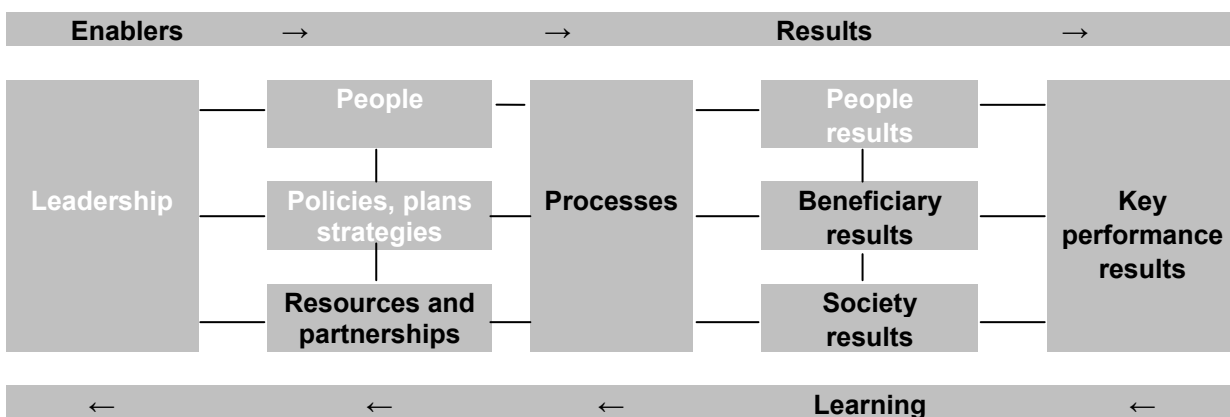 Enablers → → Results →
Leadership
People
Policies, plans
strategies
Resources and
partnerships
Processes
People
results
Beneficiary
results
Society
results
Key
performance
results
← ← ← Learning ←